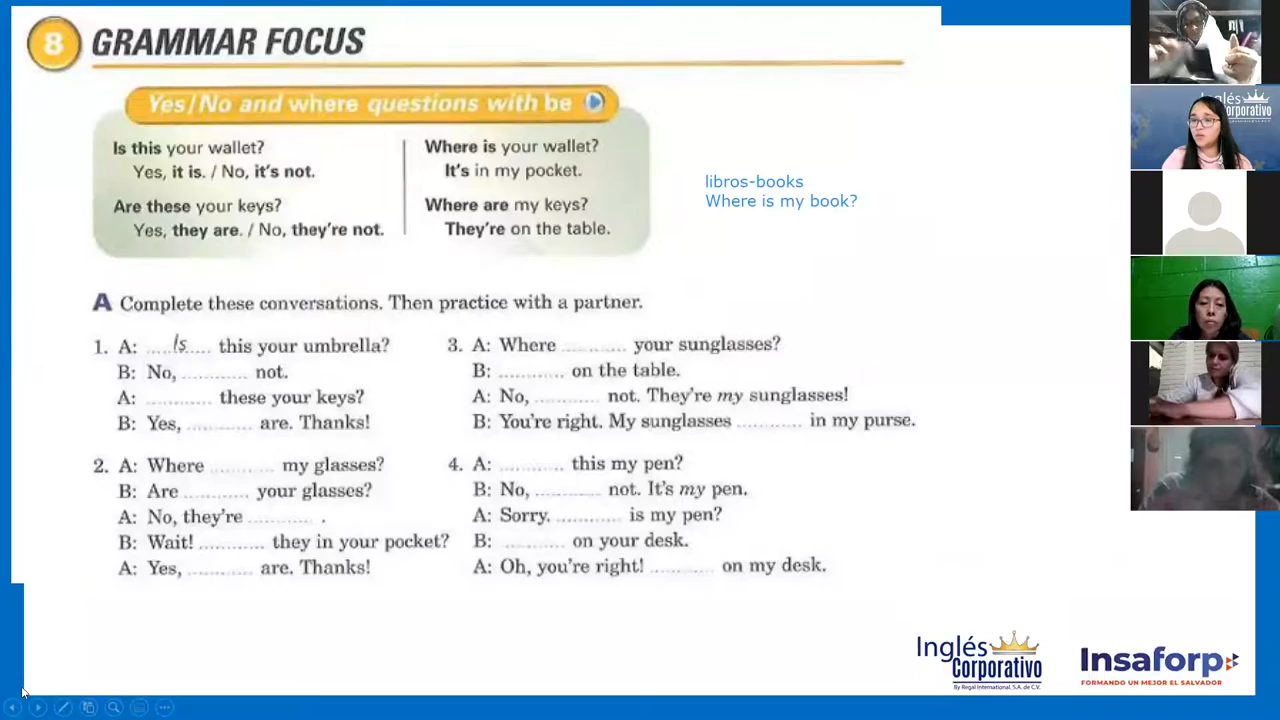 8 GRAMMAR FOCUS
Yes/No and where questions with be
Is this your wallet?
Yes, it is. / No, it's not.
Are these your keys?
Yes, they are. / No, they're not.
Where is your wallet?
It's in my pocket.
Where are my keys?
They're on the table.
libros-books
Where is my book?
A Complete these conversations. Then practice with a partner.
1. A: .....Is..... this your umbrella?
B: No, ............ not.
A: ............ these your keys?
B: Yes, ............ are. Thanks!
2. A: Where ............ my glasses?
B: Are ............ your glasses?
A: No, they're ............ .
B: Wait! ............ they in your pocket?
A: Yes, ............ are. Thanks!
3. A: Where ............ your sunglasses?
B: ............ on the table.
A: No, ............ not. They're my sunglasses!
B: You're right. My sunglasses ............ in my purse.
4. A: ............ this my pen?
B: No, ............ not. It's my pen.
A: Sorry. ............ is my pen?
B: ............ on your desk.
A: Oh, you're right! ............ on my desk.
Inglés
Corporativo
By Regal International, S.A. de C.V.
Insaforp
FORMANDO UN MEJOR EL SALVADOR
Inglés
Corporativo